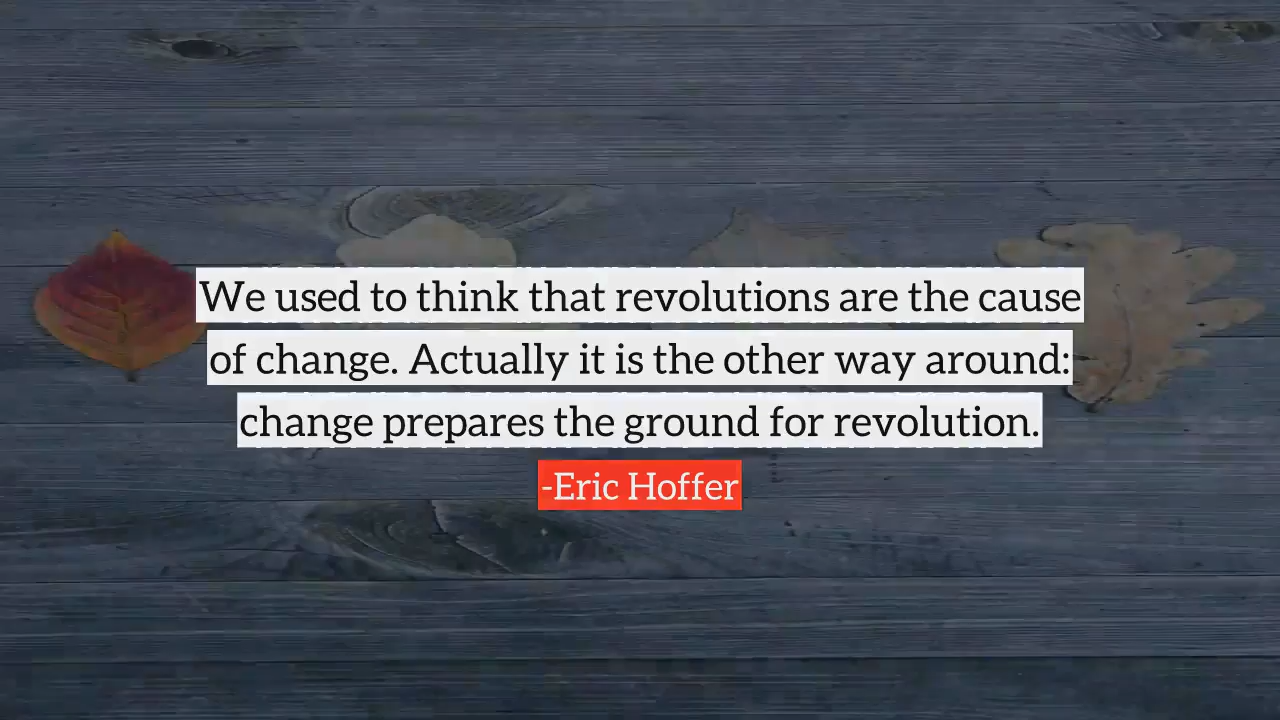 We used to think that revolutions are the cause
of change. Actually it is the other way around:
change prepares the ground for revolution.
-Eric Hoffer